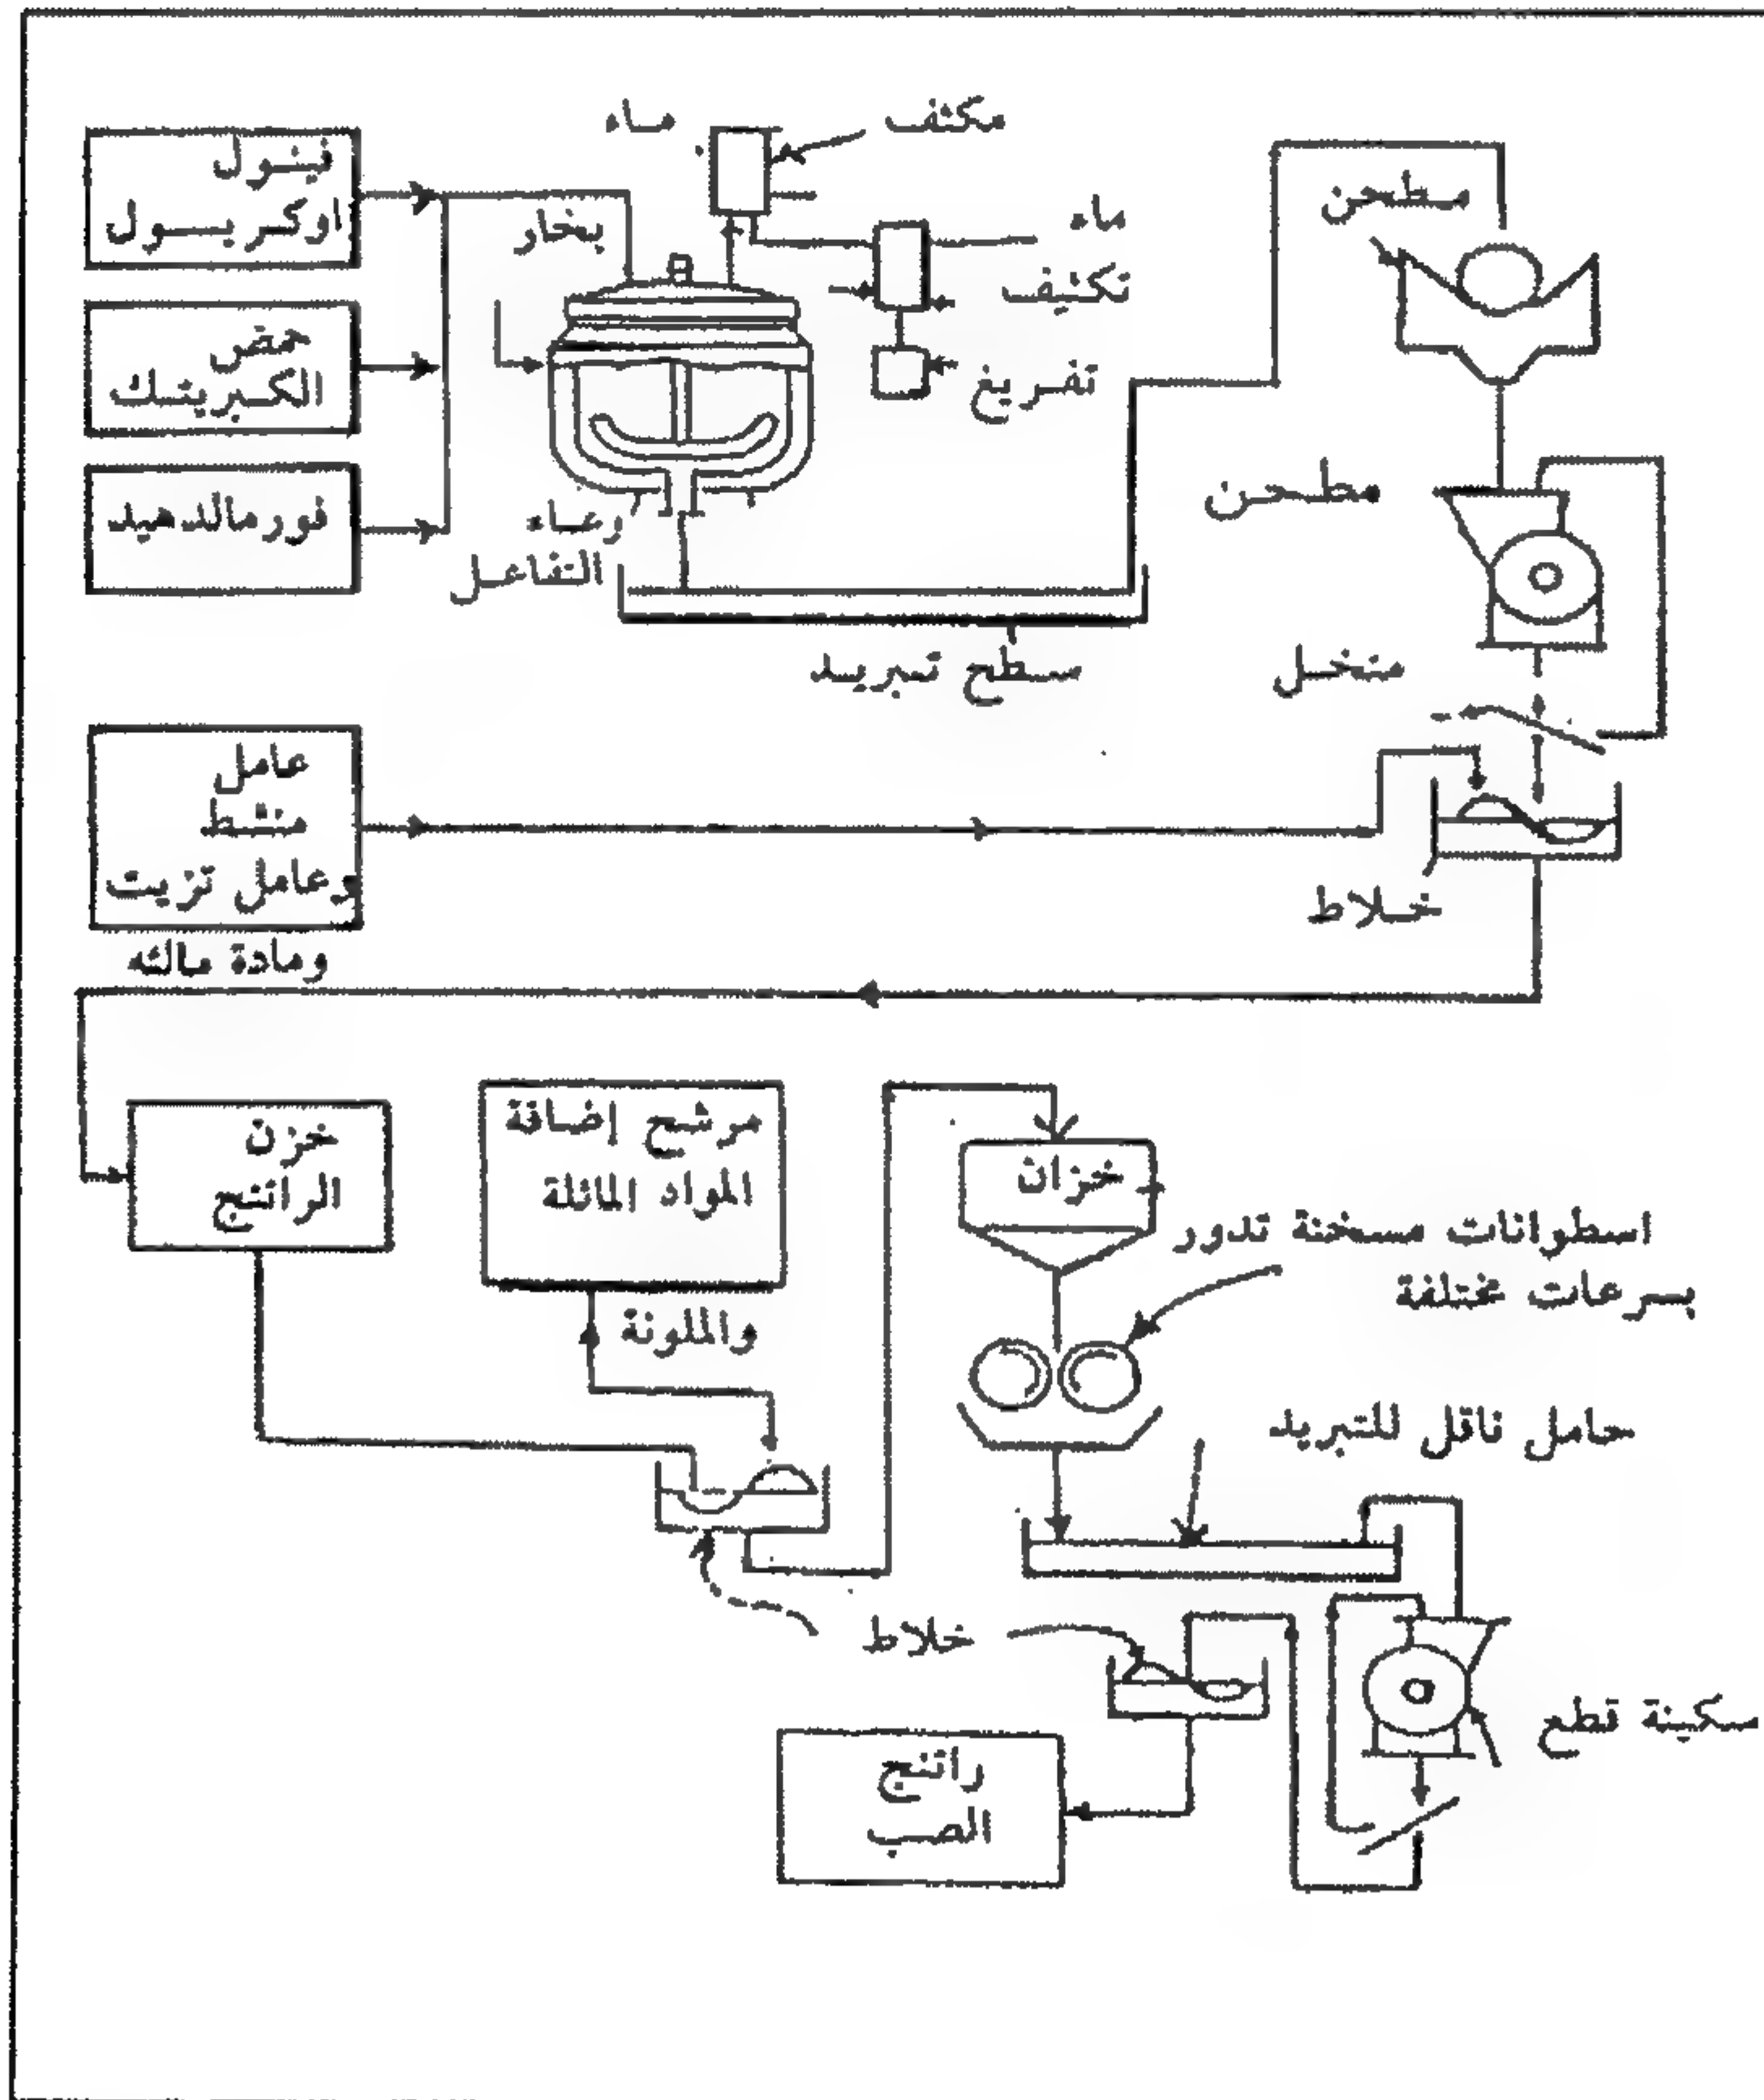 فينول
اوكريسول
حمض
الكبريتيك
فورمالدهيد
ماء
مكثف
بخار
ماء
تكثيف
تفريغ
وعاء
التفاعل
سطح تبريد
مطحن
مطحن
منخل
عامل
منشط
وعامل تزيت
ومادة مالئه
خلاط
خزن
الراتنج
مرشح إضافة
المواد المائلة
والملونة
خزان
اسطوانات مسخنة تدور
بسرعات مختلفة
حامل ناقل للتبريد
خلاط
سكينة قطع
راتنج
الصب